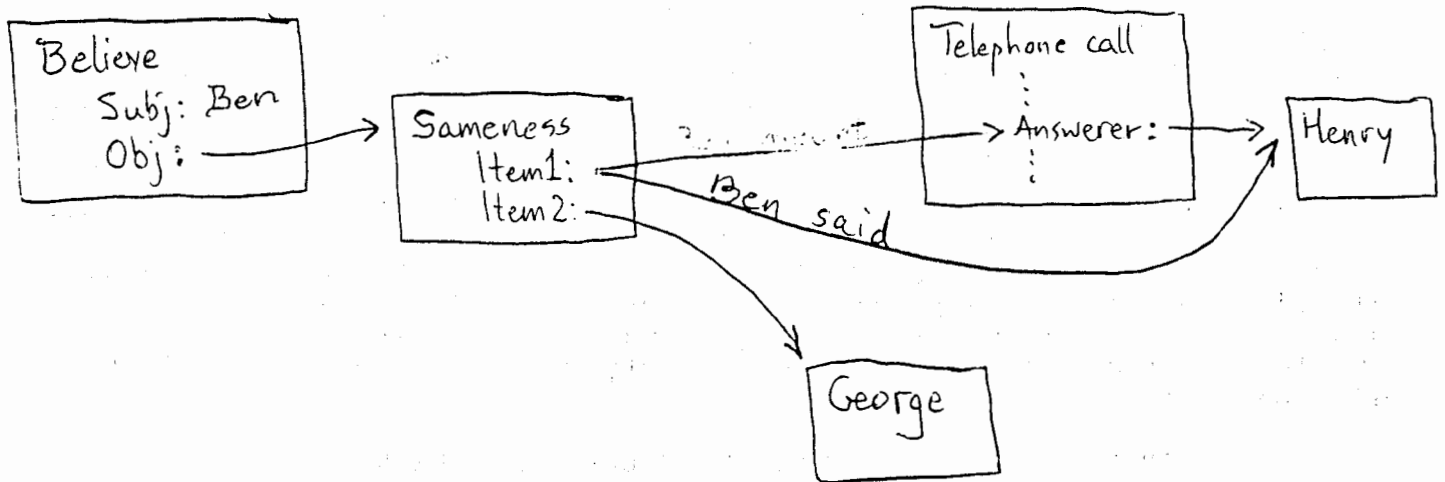 Believe
Subj: Ben
Obj:
Sameness
Item1:
Item2:
Ben said
Telephone call
Answerer:
Henry
George